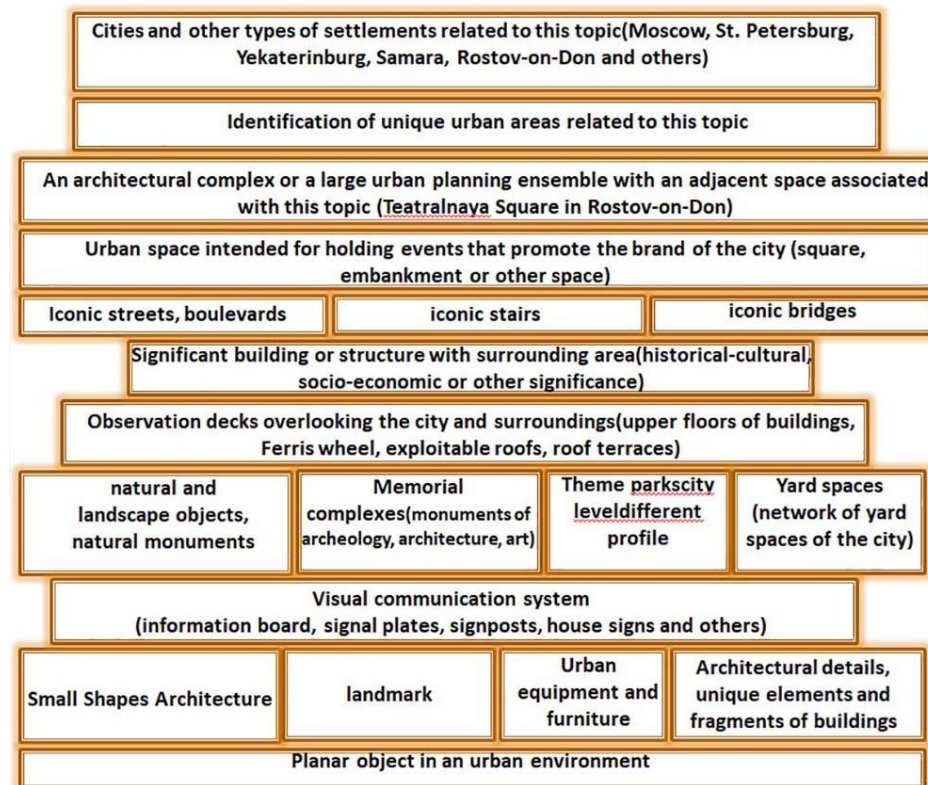 Cities and other types of settlements related to this topic(Moscow, St. Petersburg,
Yekaterinburg, Samara, Rostov-on-Don and others)
Identification of unique urban areas related to this topic
An architectural complex or a large urban planning ensemble with an adjacent space associated
with this topic (Teatralnaya Square in Rostov-on-Don)
Urban space intended for holding events that promote the brand of the city (square,
embankment or other space)
Iconic streets, boulevards
iconic stairs
iconic bridges
Significant building or structure with surrounding area(historical-cultural,
socio-economic or other significance)
Observation decks overlooking the city and surroundings(upper floors of buildings,
Ferris wheel, exploitable roofs, roof terraces)
natural and
landscape objects,
natural monuments
Memorial
complexes(monuments of
archeology, architecture, art)
Theme parkscity
leveldifferent
profile
Yard spaces
(network of yard
spaces of the city)
Visual communication system
(information board, signal plates, signposts, house signs and others)
Small Shapes Architecture
landmark
Urban
equipment and
furniture
Architectural details,
unique elements and
fragments of buildings
Planar object in an urban environment